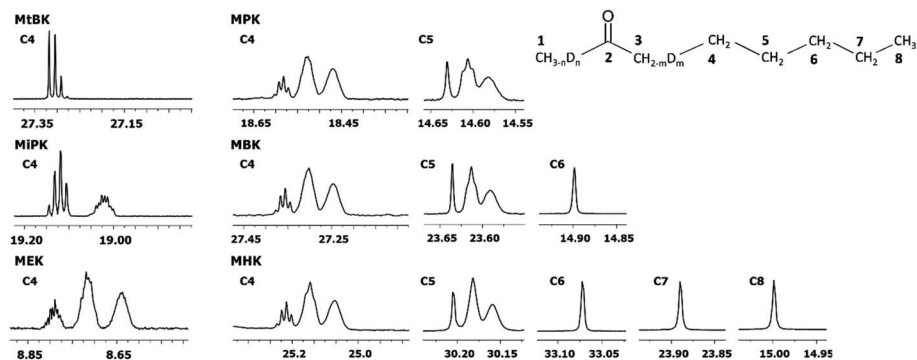 MtBK
C4
27.35 27.15
MPK
C4
18.65 18.45
C5
14.65 14.60 14.55
O
1 3 5 7 CH3
CH3-nDn 2 CH2-mDm CH2 4 CH2 6 CH2 8
MiPK
C4
19.20 19.00
MBK
C4
27.45 27.25
C5
23.65 23.60
C6
14.90 14.85
MEK
C4
8.85 8.65
MHK
C4
25.2 25.0
C5
30.20 30.15
C6
33.10 33.05
C7
23.90 23.85
C8
15.00 14.95